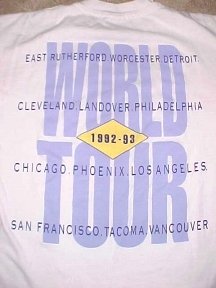 EAST RUTHERFORD. WORCESTER. DETROIT.
WORLD
CLEVELAND. LANDOVER. PHILADELPHIA
1992-93
CHICAGO. PHOENIX. LOS ANGELES.
TOUR
SAN FRANCISCO. TACOMA. VANCOUVER